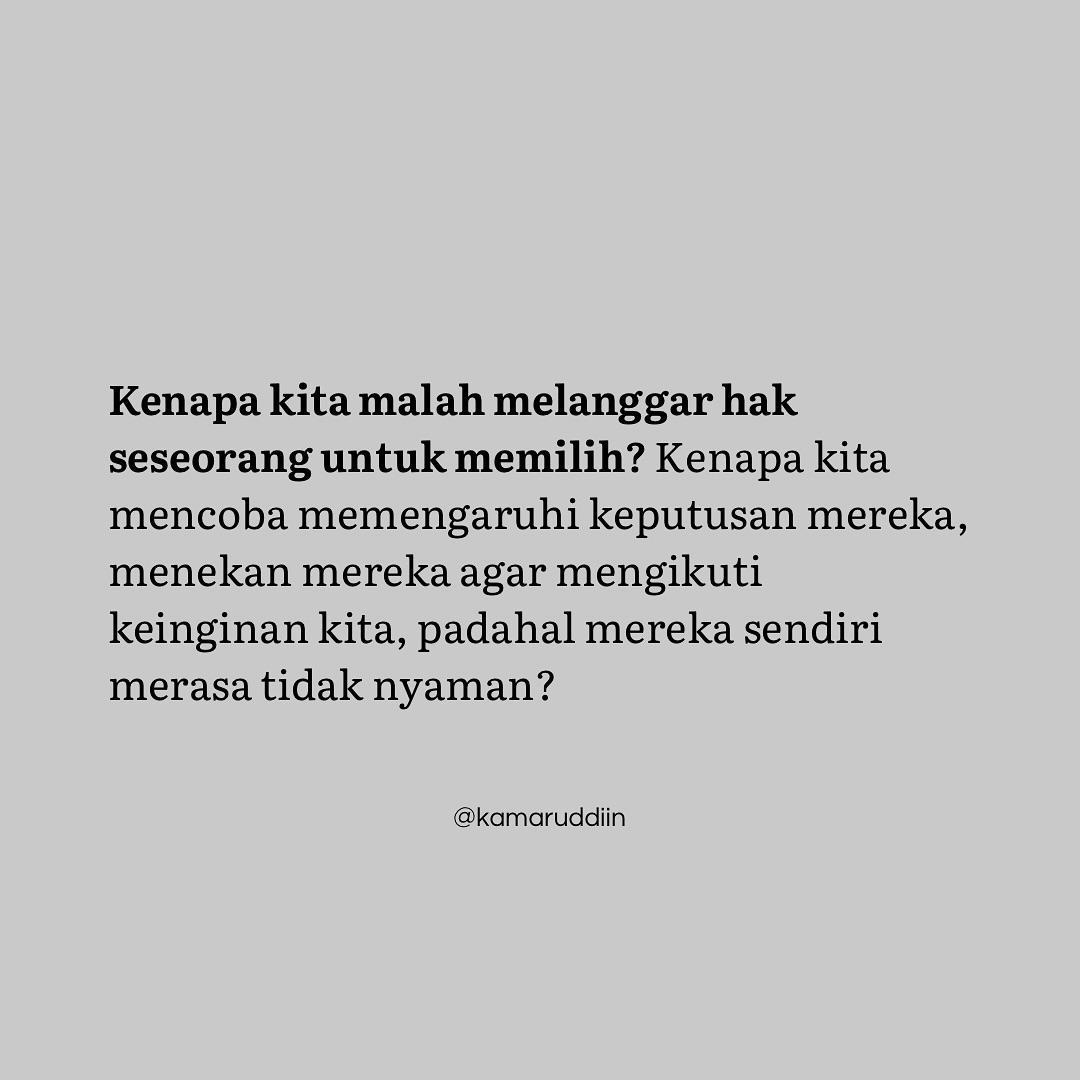 Kenapa kita malah melanggar hak
seseorang untuk memilih? Kenapa kita
mencoba memengaruhi keputusan mereka,
menekan mereka agar mengikuti
keinginan kita, padahal mereka sendiri
merasa tidak nyaman?
@kamaruddiin